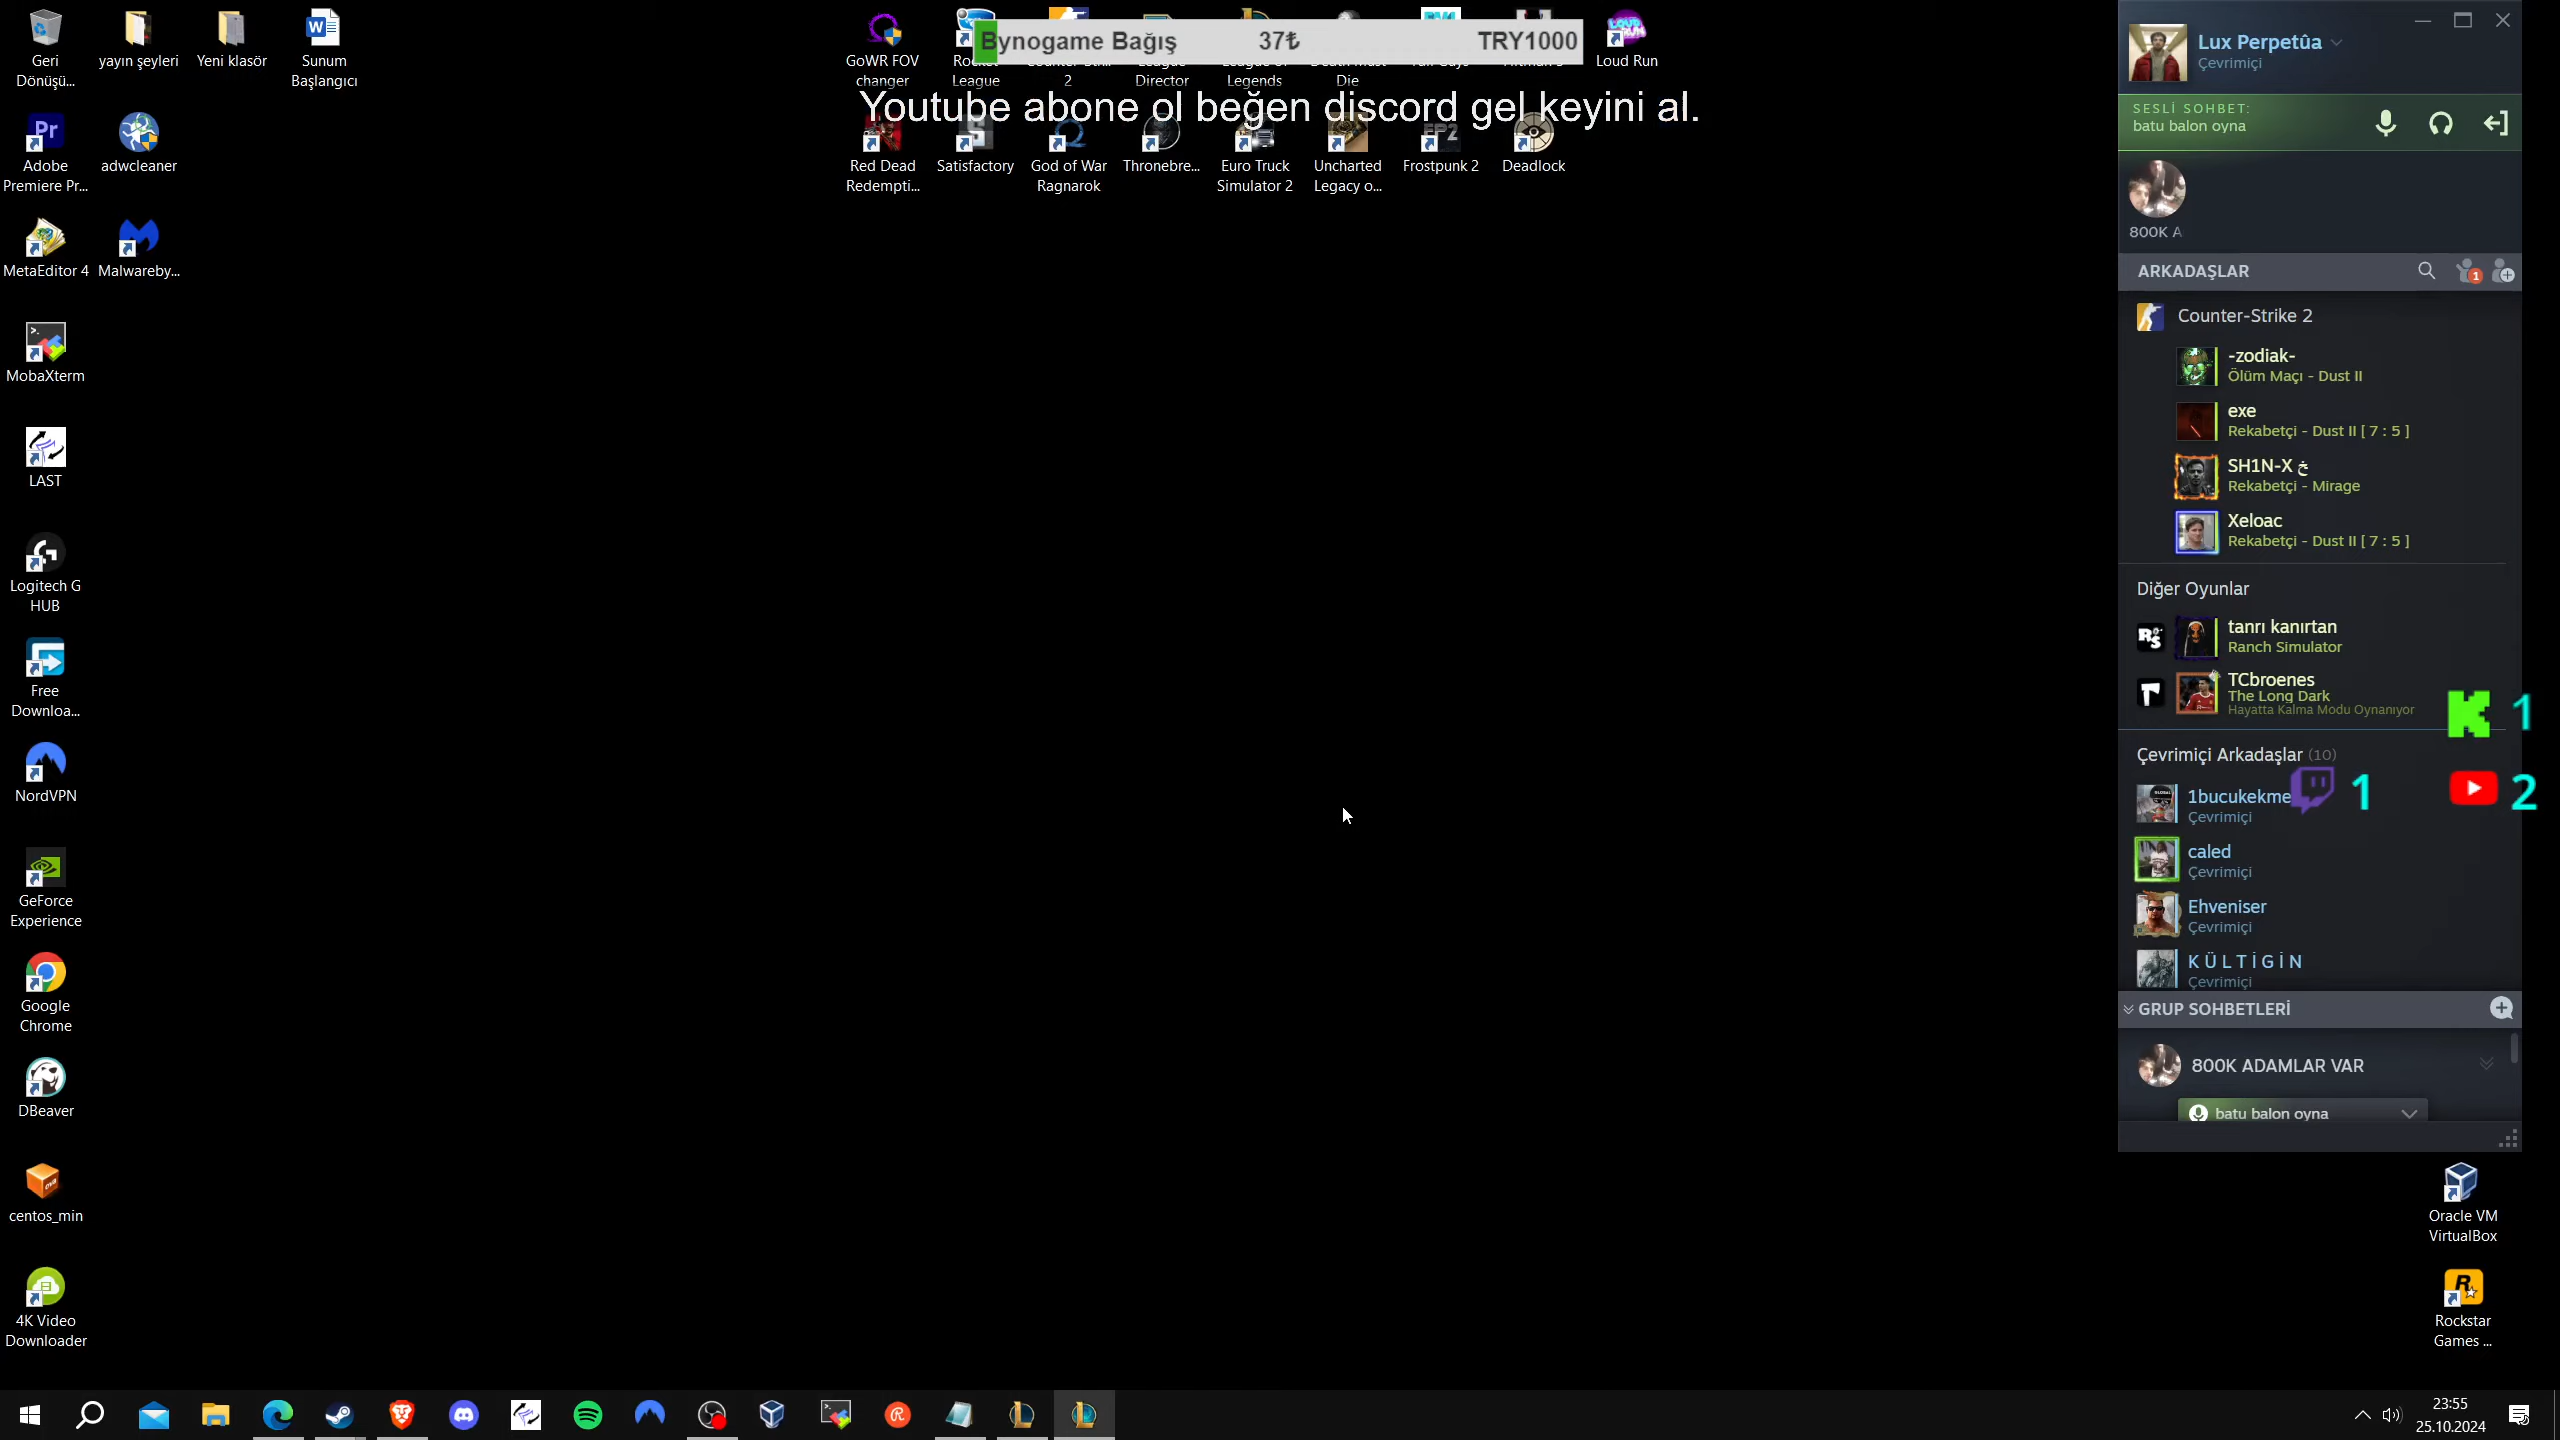 Geri
Dönüşü...
yayın şeyleri
Yeni klasör
Sunum
Başlangıcı
Adobe
Premiere Pr...
adwcleaner
MetaEditor 4
Malwareby...
MobaXterm
LAST
Logitech G
HUB
Free
Downloa...
NordVPN
GeForce
Experience
Google
Chrome
DBeaver
centos_min
4K Video
Downloader
GoWR FOV
changer
League
2
Director
Legends
Die
Loud Run
Bynogame Bağış 37₺ TRY1000
Youtube abone ol beğen discord gel keyini al.
Red Dead
Redempti...
Satisfactory
God of War
Ragnarok
Thronebre...
Euro Truck
Simulator 2
Uncharted
Legacy o...
Frostpunk 2
Deadlock
Lux Perpetûa
Çevrimiçi
SESLİ SOHBET:
batu balon oyna
800K A
ARKADAŞLAR
1
Counter-Strike 2
-zodiak-
Ölüm Maçı - Dust II
exe
Rekabetçi - Dust II [ 7 : 5 ]
SH1N-X خ
Rekabetçi - Mirage
Xeloac
Rekabetçi - Dust II [ 7 : 5 ]
Diğer Oyunlar
tanrı kanırtan
Ranch Simulator
TCbroenes
The Long Dark
Hayatta Kalma Modu Oynanıyor
1
Çevrimiçi Arkadaşlar (10)
1bucukekme
Çevrimiçi
1
2
caled
Çevrimiçi
Ehveniser
Çevrimiçi
K Ü L T İ G İ N
Çevrimiçi
GRUP SOHBETLERİ
800K ADAMLAR VAR
batu balon oyna
Oracle VM
VirtualBox
Rockstar
Games ...
23:55
25.10.2024